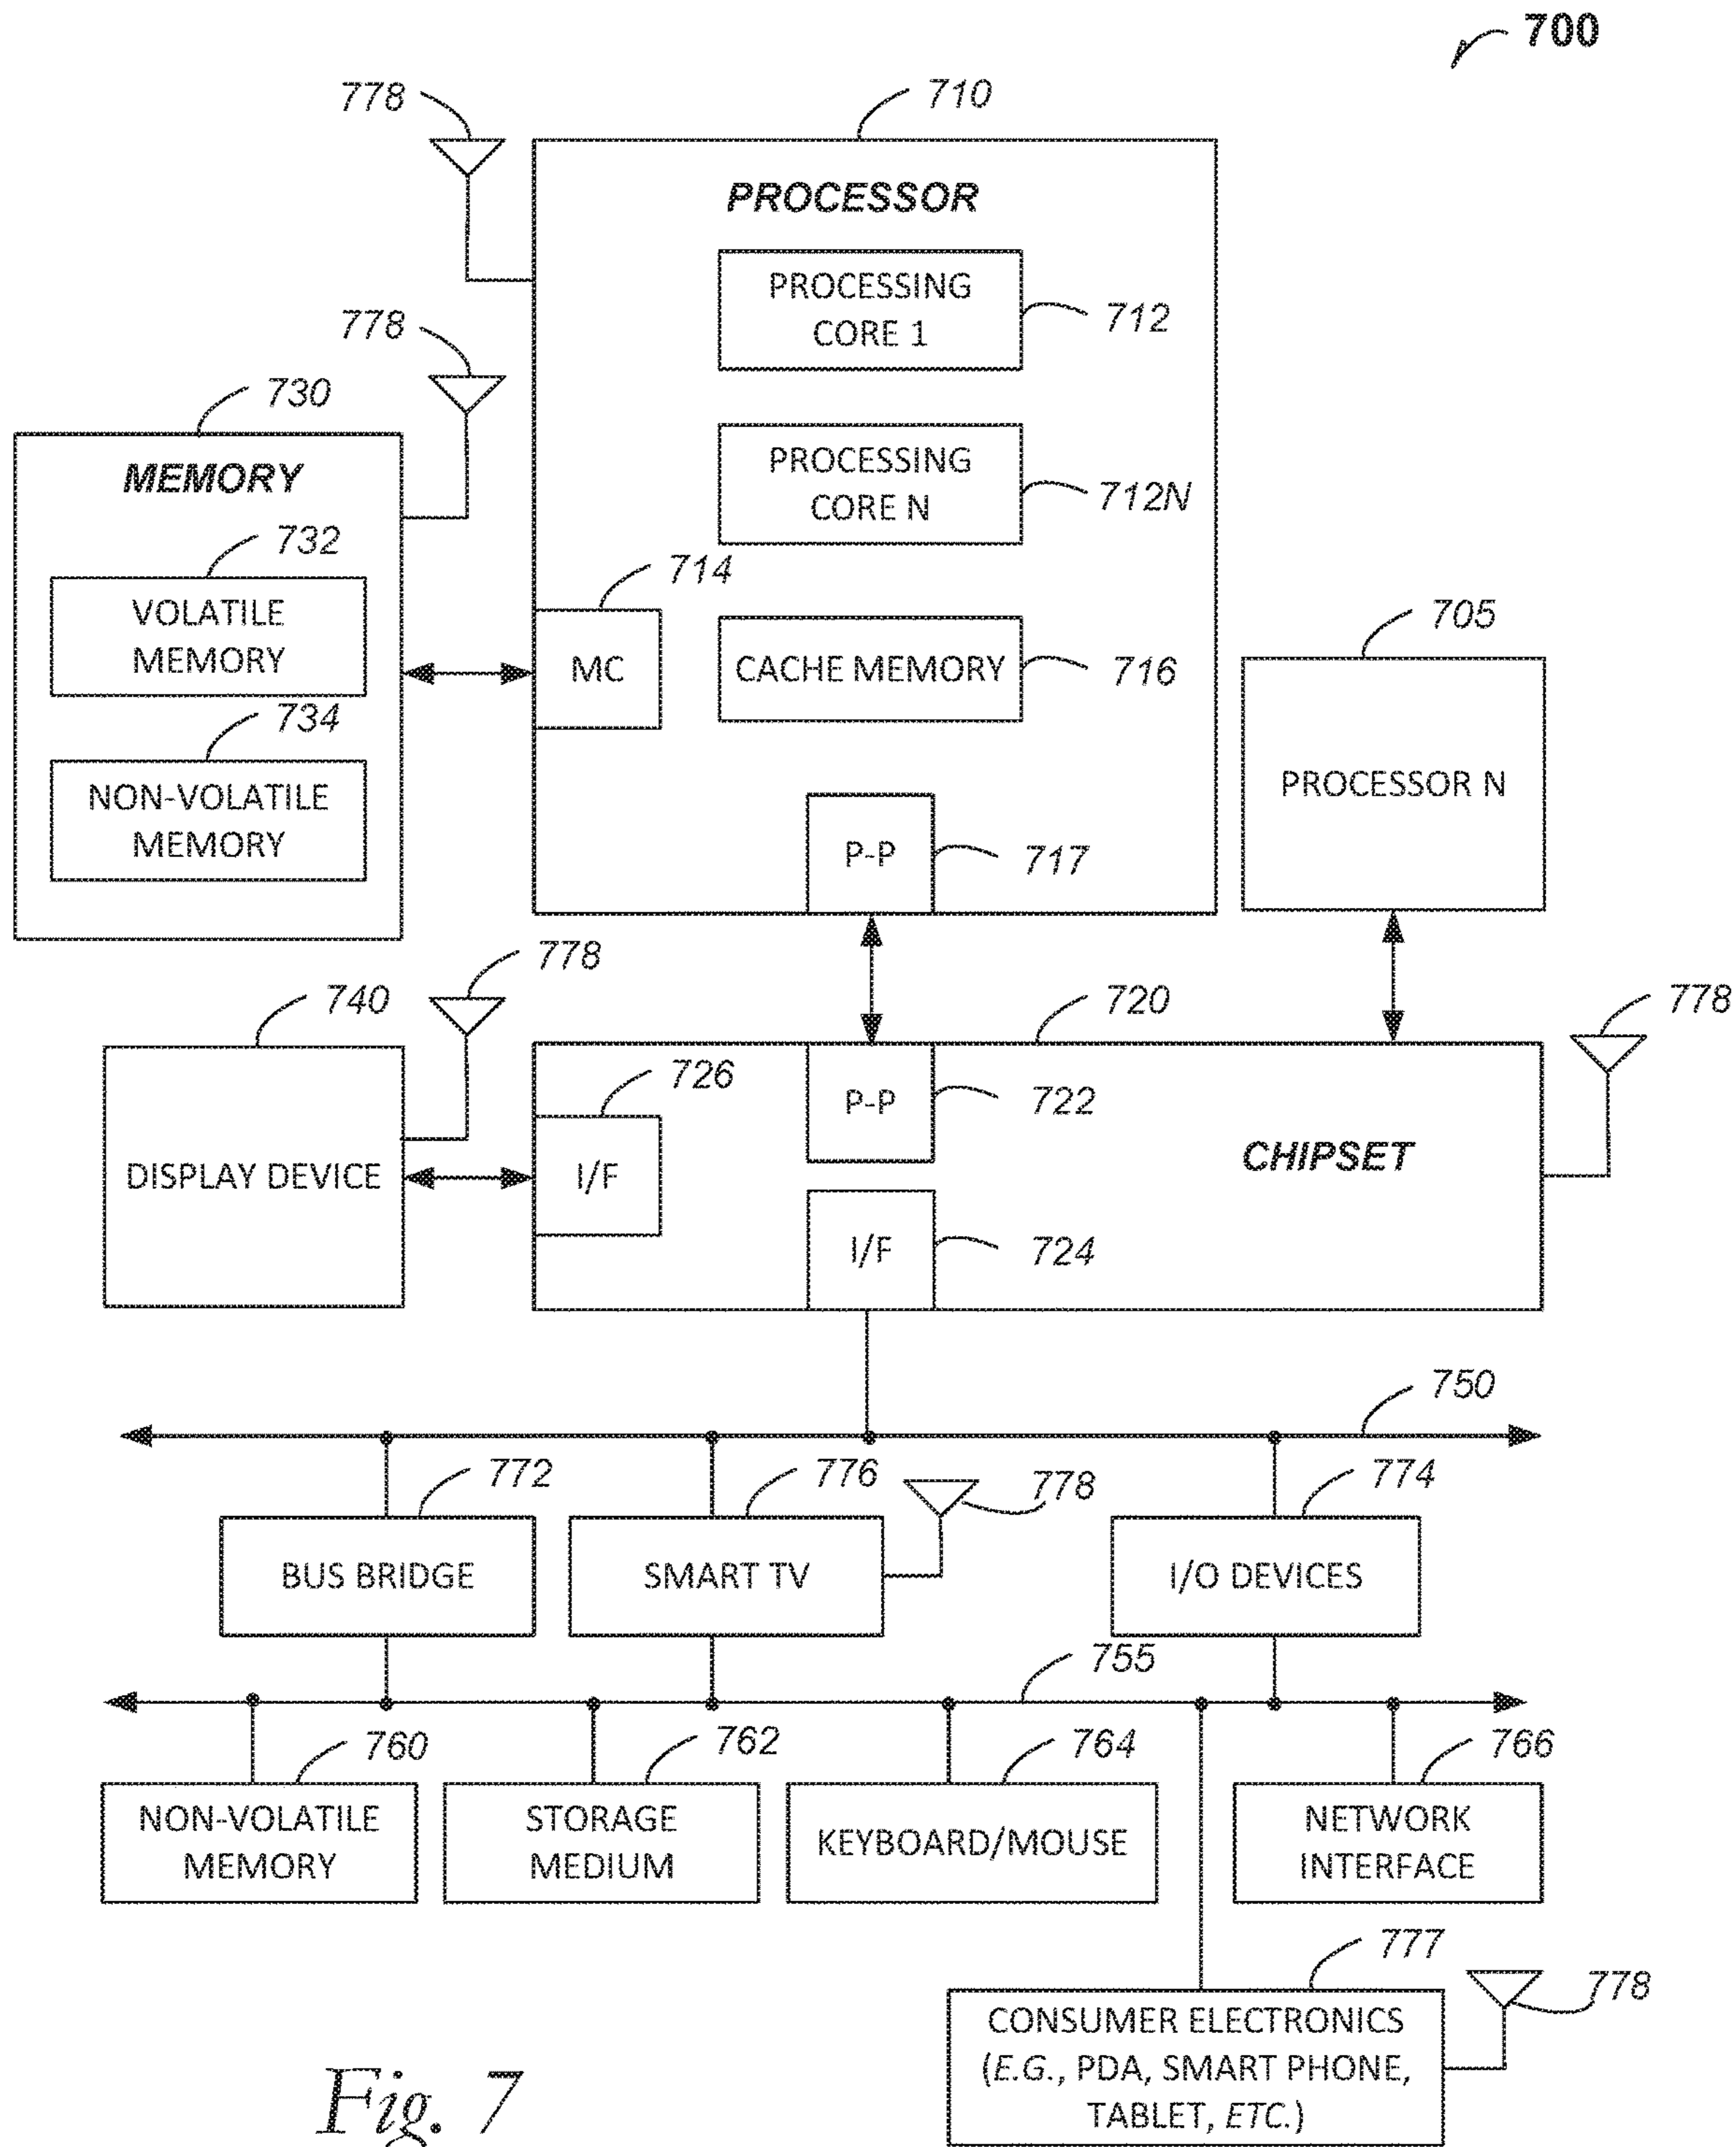 700
778
710
PROCESSOR
PROCESSING
CORE 1
712
778
730
MEMORY
PROCESSING
CORE N
712N
732
VOLATILE
MEMORY
714
MC
CACHE MEMORY
716
705
734
NON-VOLATILE
MEMORY
PROCESSOR N
P-P
717
778
740
720
778
DISPLAY DEVICE
726
I/F
P-P
722
CHIPSET
I/F
724
750
772
776
778
774
BUS BRIDGE
SMART TV
I/O DEVICES
755
760
762
764
766
NON-VOLATILE
MEMORY
STORAGE
MEDIUM
KEYBOARD/MOUSE
NETWORK
INTERFACE
777
778
CONSUMER ELECTRONICS
(E.G., PDA, SMART PHONE,
TABLET, ETC.)
Fig. 7